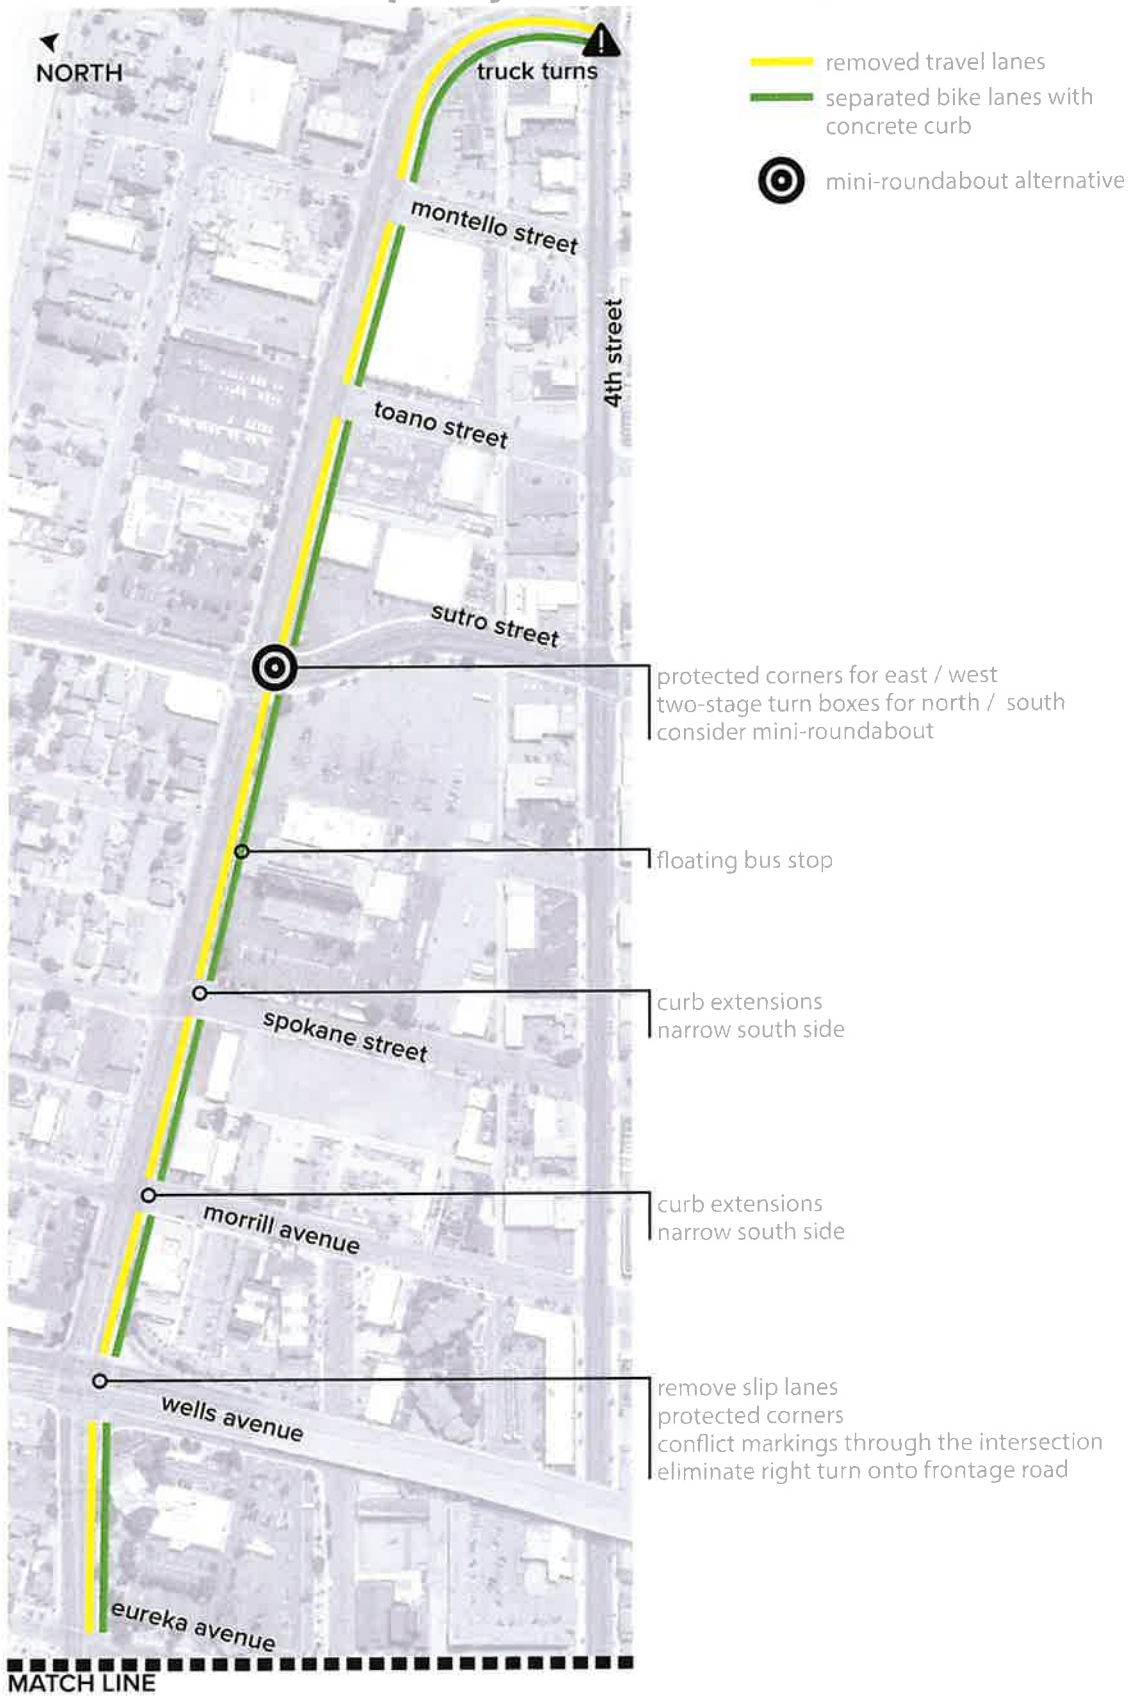 NORTH
truck turns
removed travel lanes
separated bike lanes with
concrete curb
mini-roundabout alternative
montello street
4th street
toano street
sutro street
protected corners for east / west
two-stage turn boxes for north / south
consider mini-roundabout
floating bus stop
curb extensions
narrow south side
spokane street
curb extensions
narrow south side
morrill avenue
remove slip lanes
protected corners
conflict markings through the intersection
eliminate right turn onto frontage road
wells avenue
eureka avenue
MATCH LINE